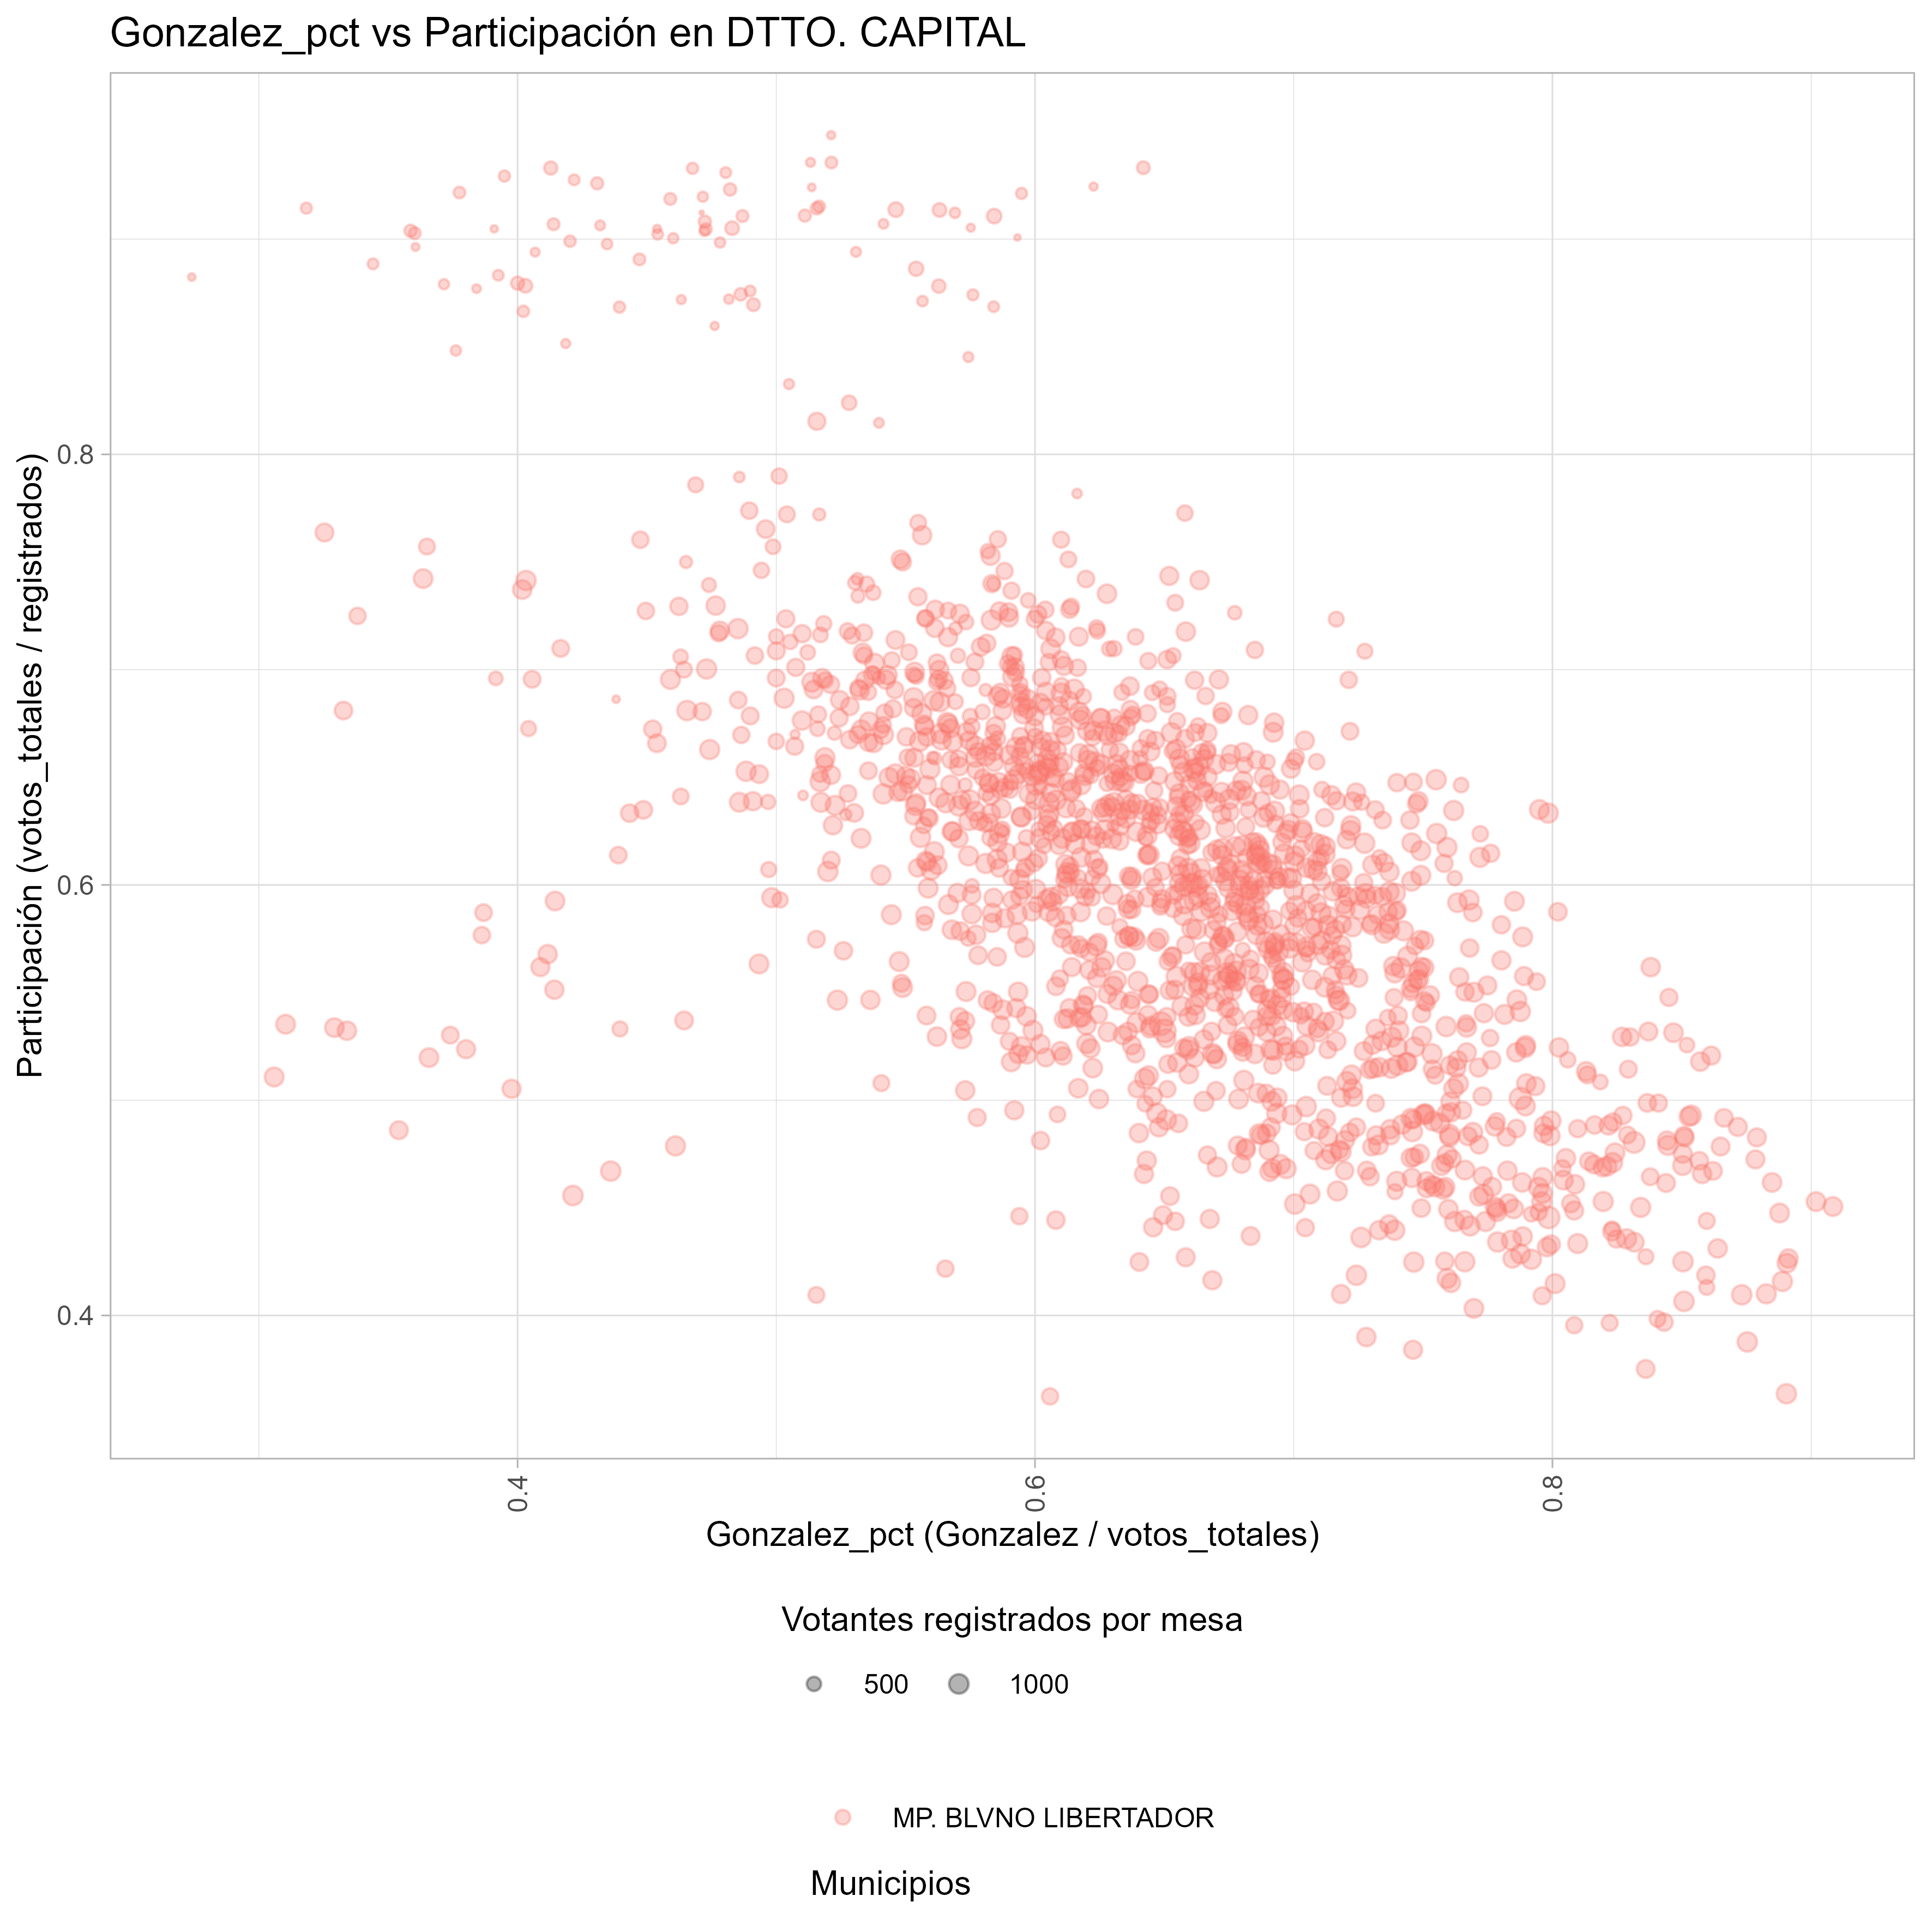 Gonzalez_pct vs Participación en DTTO. CAPITAL
Participación (votos_totales / registrados)
0.8
0.6
0.4
0.4
0.6
0.8
Gonzalez_pct (Gonzalez / votos_totales)
Votantes registrados por mesa
500
1000
MP. BLVNO LIBERTADOR
Municipios